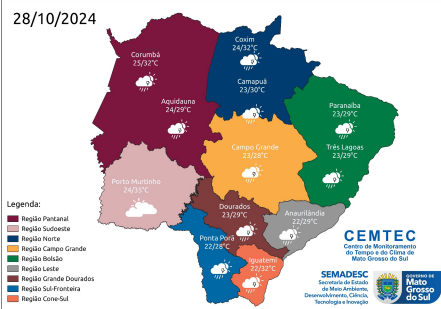 28/10/2024
Corumbá
25/32°C
Coxim
24/32°C
Camapuã
23/30°C
Aquidauna
24/29°C
Paranaíba
23/29°C
Três Lagoas
23/29°C
Campo Grande
23/28°C
Porto Murtinho
24/33°C
Dourados
23/29°C
Anaurilândia
22/29°C
Ponta Porã
22/28°C
Iguatemi
22/32°C
Legenda:
Região Pantanal
Região Sudoeste
Região Norte
Região Campo Grande
Região Bolsão
Região Leste
Região Grande Dourados
Região Sul-Fronteira
Região Cone-Sul
CEMTEC
Centro de Monitoramento
do Tempo e do Clima de
Mato Grosso do Sul
SEMADESC
Secretaria de Estado
de Meio Ambiente,
Desenvolvimento, Ciência,
Tecnologia e Inovação
GOVERNO DE
Mato
Grosso
do Sul